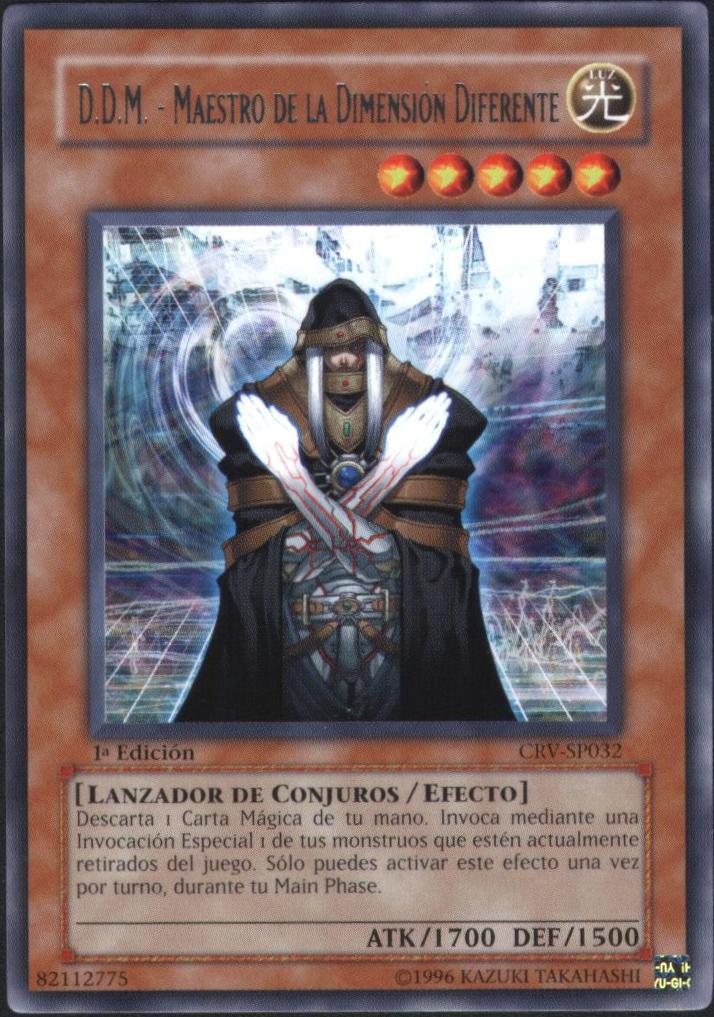 D.D.M. - MAESTRO DE LA DIMENSIÓN DIFERENTE
LUZ
光
1ª Edición
CRV-SP032
[LANZADOR DE CONJUROS / EFECTO]
Descarta 1 Carta Mágica de tu mano. Invoca mediante una
Invocación Especial 1 de tus monstruos que estén actualmente
retirados del juego. Sólo puedes activar este efecto una vez
por turno, durante tu Main Phase.
ATK/1700 DEF/1500
82112775
©1996 KAZUKI TAKAHASHI